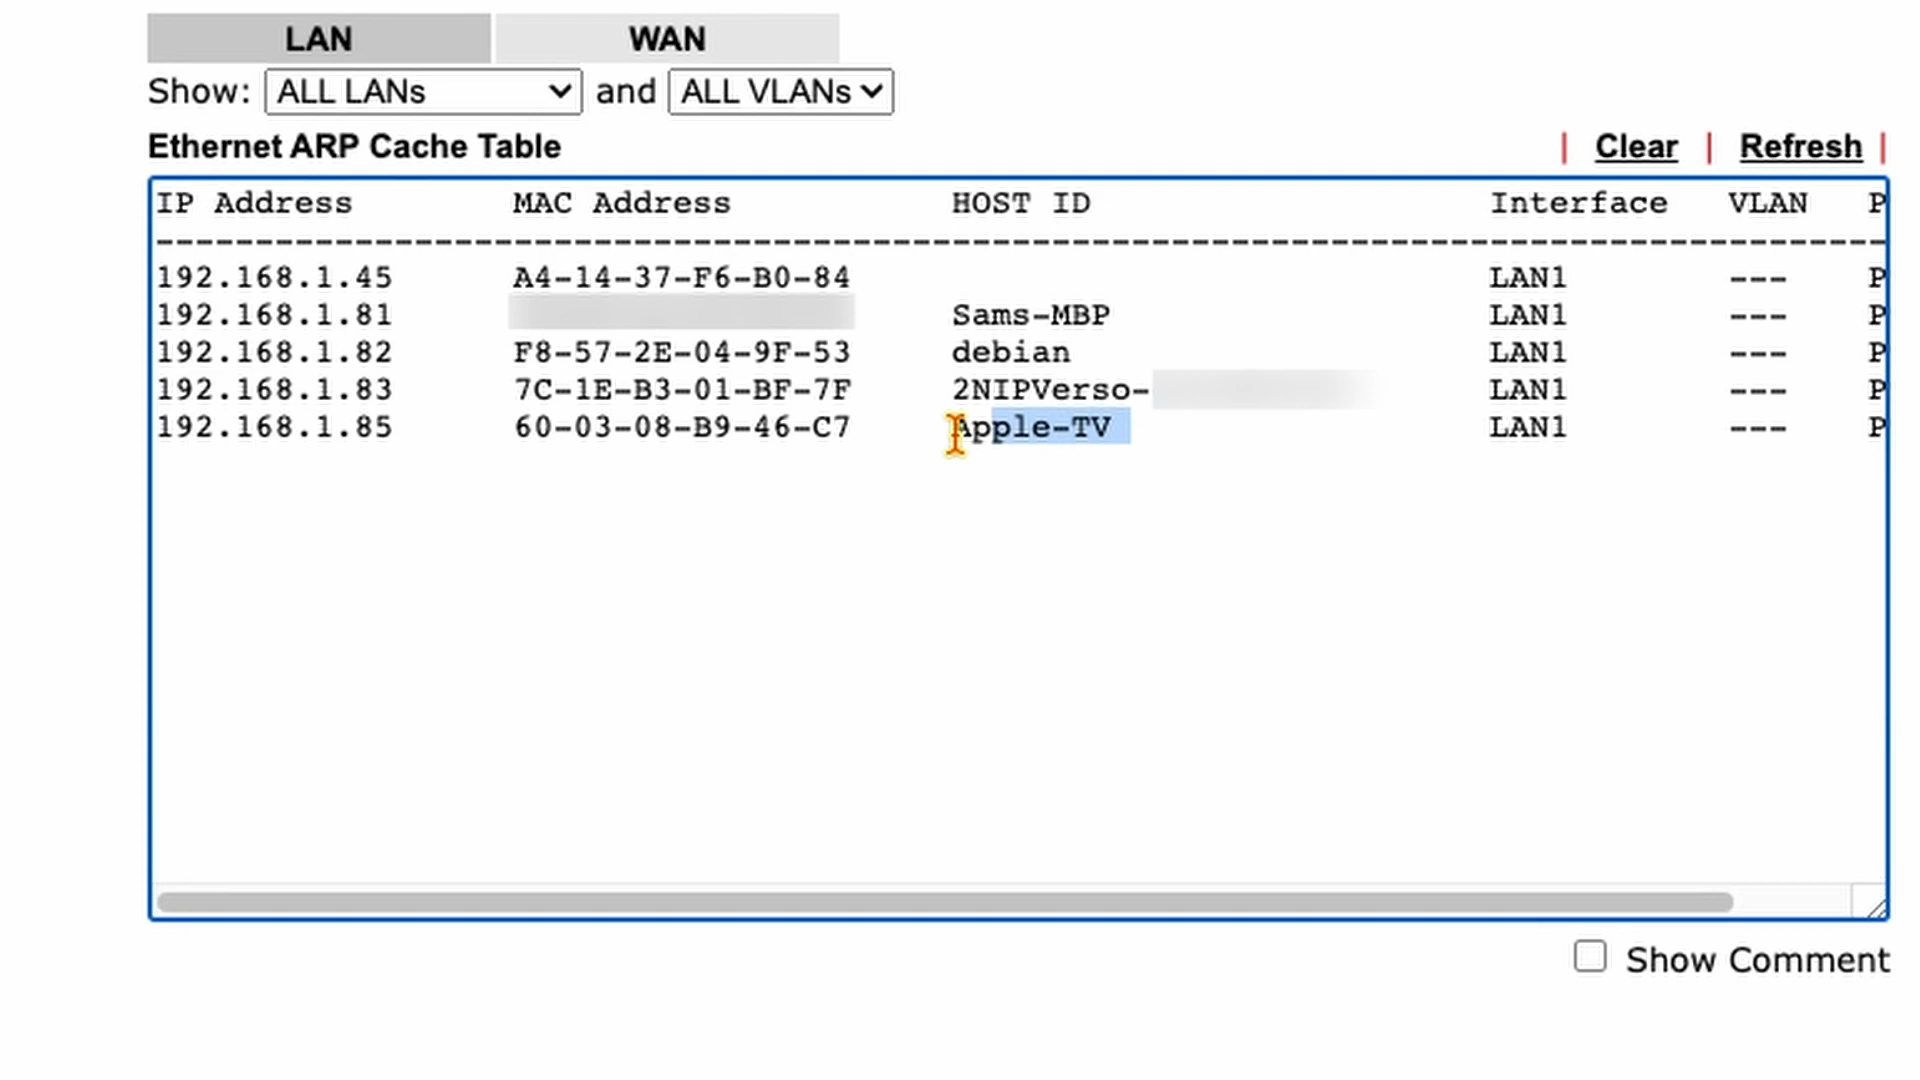 LAN WAN
Show: ALL LANs and ALL VLANs
Ethernet ARP Cache Table | Clear | Refresh |
IP Address MAC Address HOST ID Interface VLAN P
--------------------------------------------------------------------------------
192.168.1.45 A4-14-37-F6-B0-84 LAN1 --- P
192.168.1.81 Sams-MBP LAN1 --- P
192.168.1.82 F8-57-2E-04-9F-53 debian LAN1 --- P
192.168.1.83 7C-1E-B3-01-BF-7F 2NIPVerso- LAN1 --- P
192.168.1.85 60-03-08-B9-46-C7 Apple-TV LAN1 --- P
Show Comment